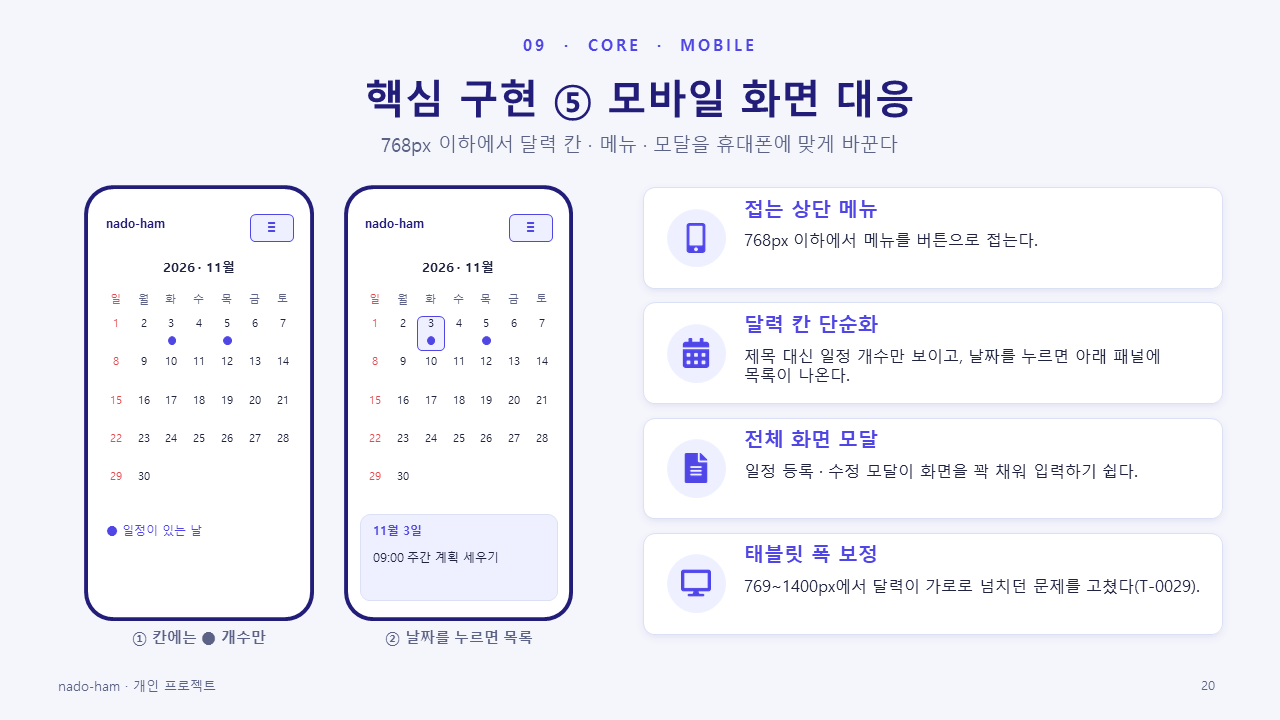 09 · CORE · MOBILE
핵심 구현 ⑤ 모바일 화면 대응
768px 이하에서 달력 칸 · 메뉴 · 모달을 휴대폰에 맞게 바꾼다
nado-ham
☰
2026 · 11월
일 월 화 수 목 금 토
1 2 3 4 5 6 7
8 9 10 11 12 13 14
15 16 17 18 19 20 21
22 23 24 25 26 27 28
29 30
● 일정이 있는 날
① 칸에는 ● 개수만
nado-ham
☰
2026 · 11월
일 월 화 수 목 금 토
1 2 3 4 5 6 7
8 9 10 11 12 13 14
15 16 17 18 19 20 21
22 23 24 25 26 27 28
29 30
11월 3일
09:00 주간 계획 세우기
② 날짜를 누르면 목록
접는 상단 메뉴
768px 이하에서 메뉴를 버튼으로 접는다.
달력 칸 단순화
제목 대신 일정 개수만 보이고, 날짜를 누르면 아래 패널에
목록이 나온다.
전체 화면 모달
일정 등록 · 수정 모달이 화면을 꽉 채워 입력하기 쉽다.
태블릿 폭 보정
769~1400px에서 달력이 가로로 넘치던 문제를 고쳤다(T-0029).
nado-ham · 개인 프로젝트
20